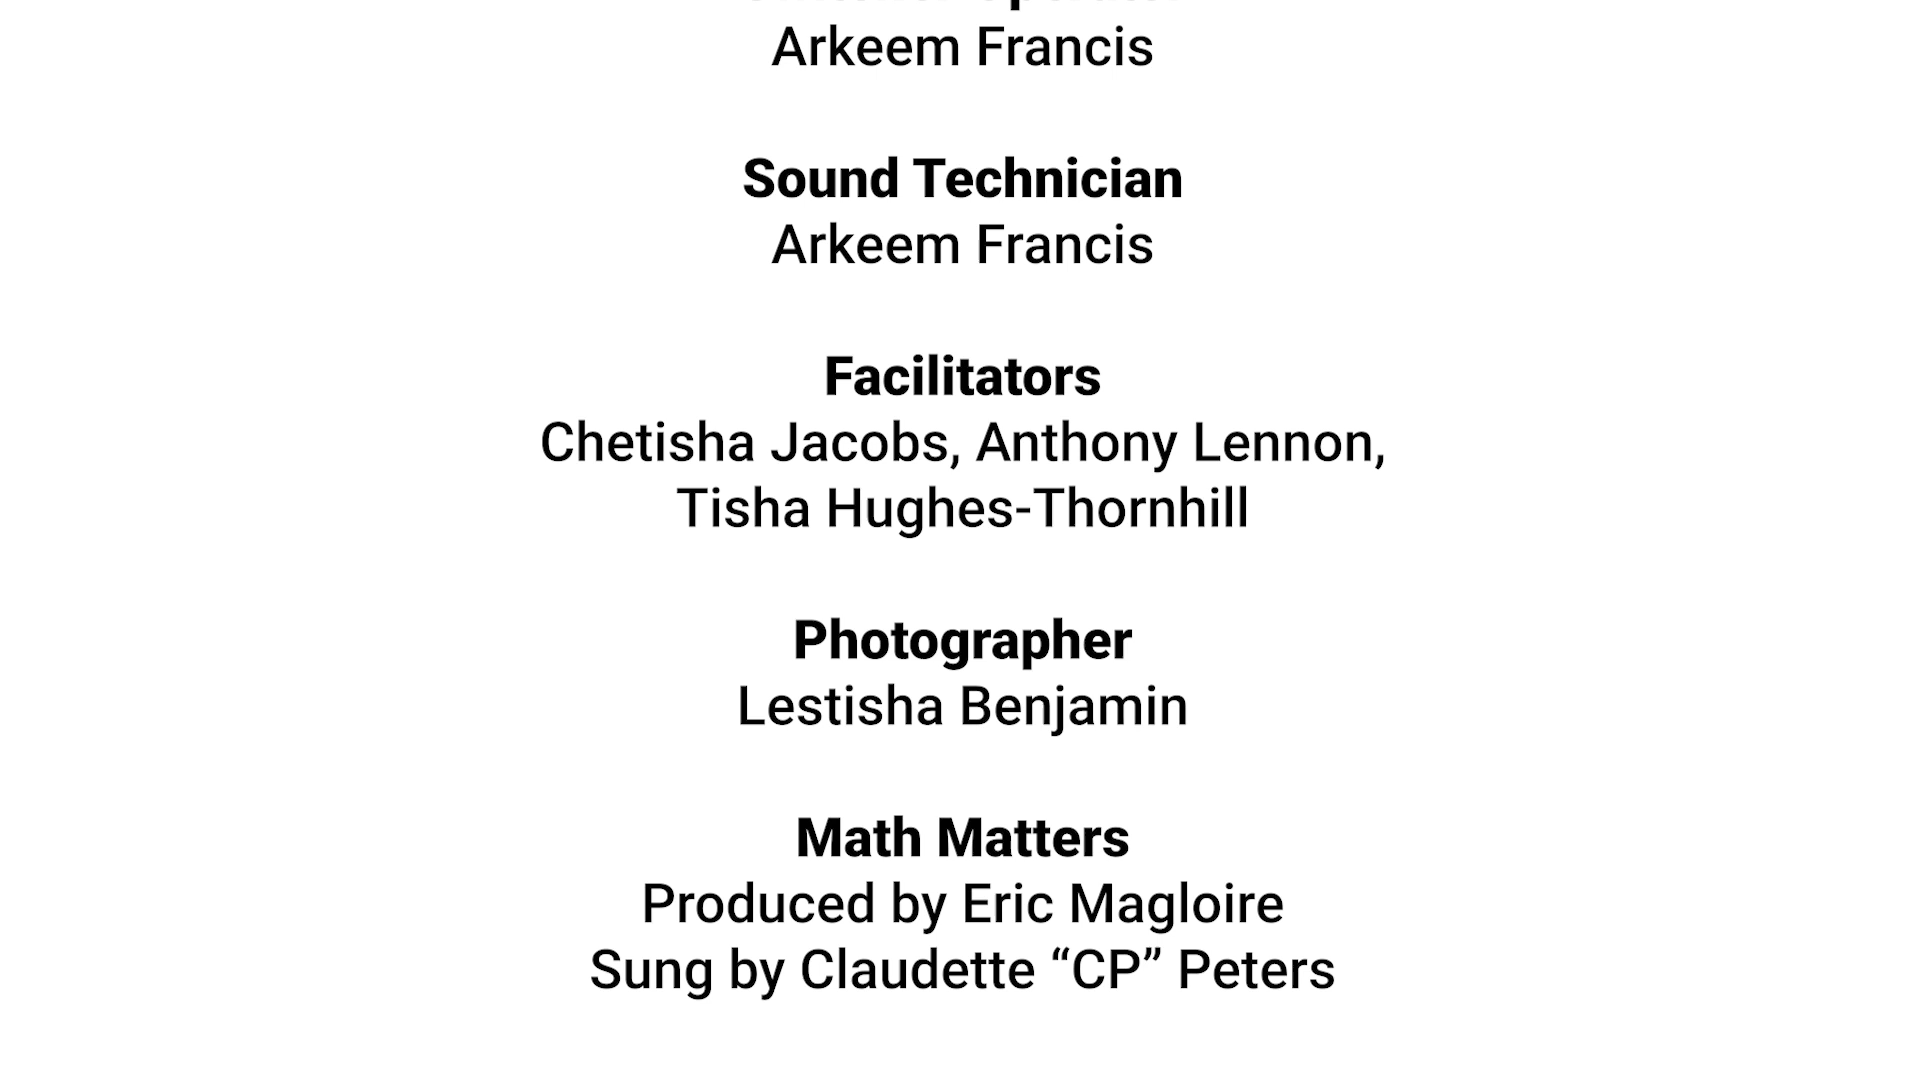 Arkeem Francis
Sound Technician
Arkeem Francis
Facilitators
Chetisha Jacobs, Anthony Lennon,
Tisha Hughes-Thornhill
Photographer
Lestisha Benjamin
Math Matters
Produced by Eric Magloire
Sung by Claudette “CP” Peters